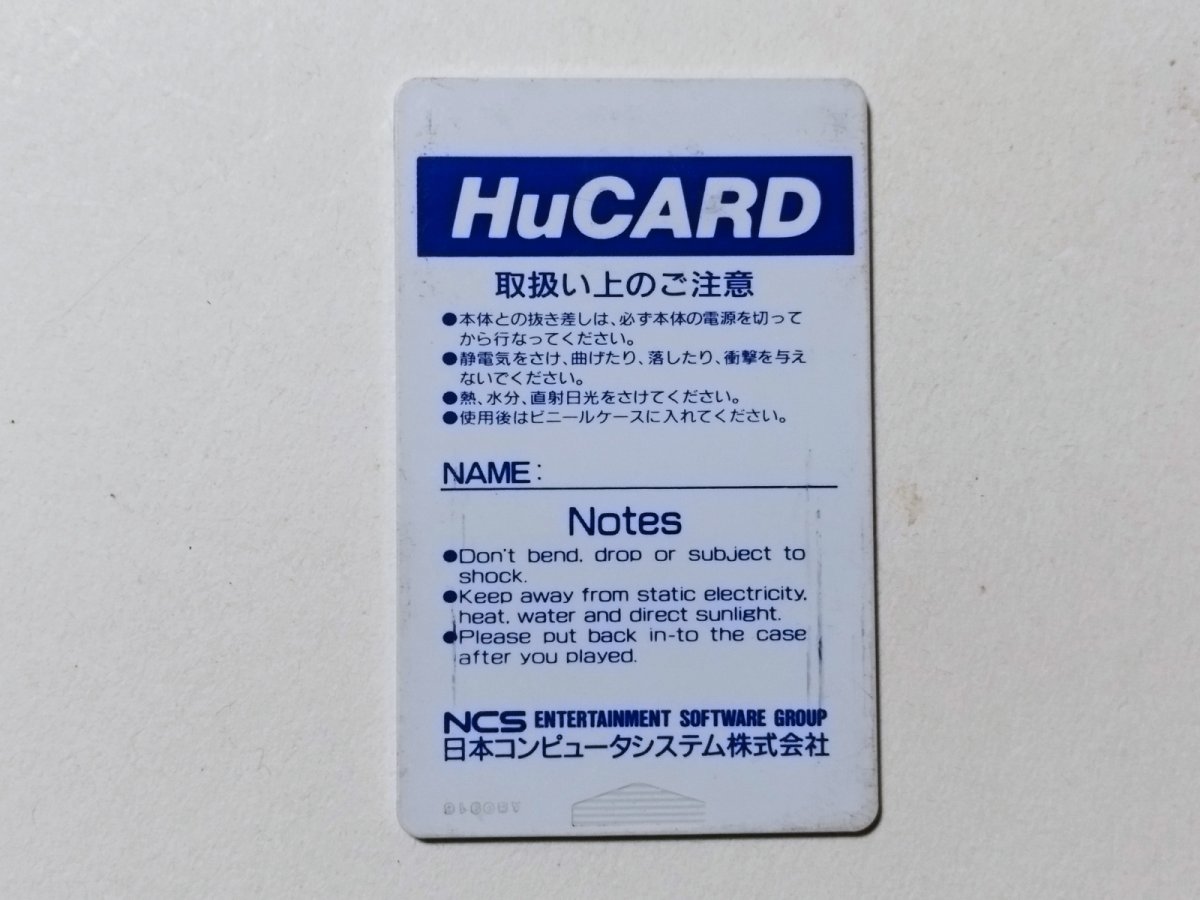 HuCARD
取扱い上のご注意
●本体との抜き差しは、必ず本体の電源を切って
から行なってください。
●静電気をさけ、曲げたり、落したり、衝撃を与え
ないでください。
●熱、水分、直射日光をさけてください。
●使用後はビニールケースに入れてください。
NAME:
Notes
●Don't bend, drop or subject to
shock.
●Keep away from static electricity,
heat, water and direct sunlight.
●Please put back in-to the case
after you played.
NCS ENTERTAINMENT SOFTWARE GROUP
日本コンピュータシステム株式会社